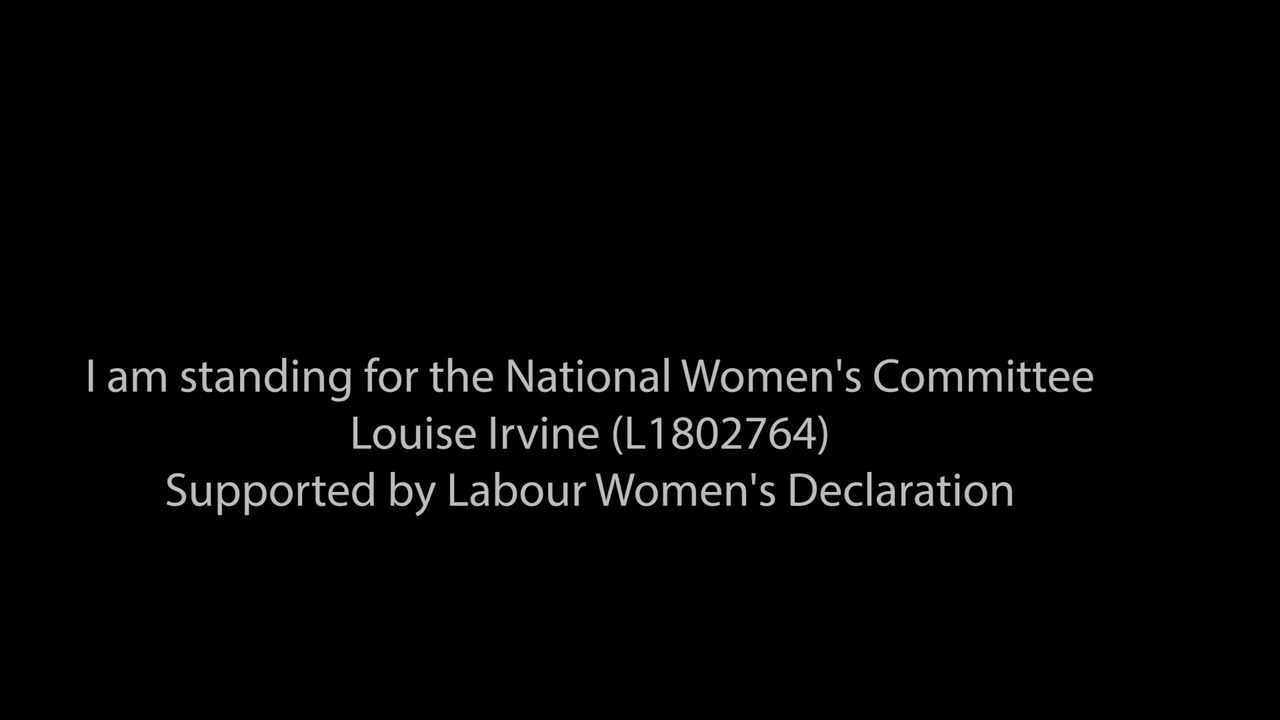 I am standing for the National Women's Committee
Louise Irvine (L1802764)
Supported by Labour Women's Declaration